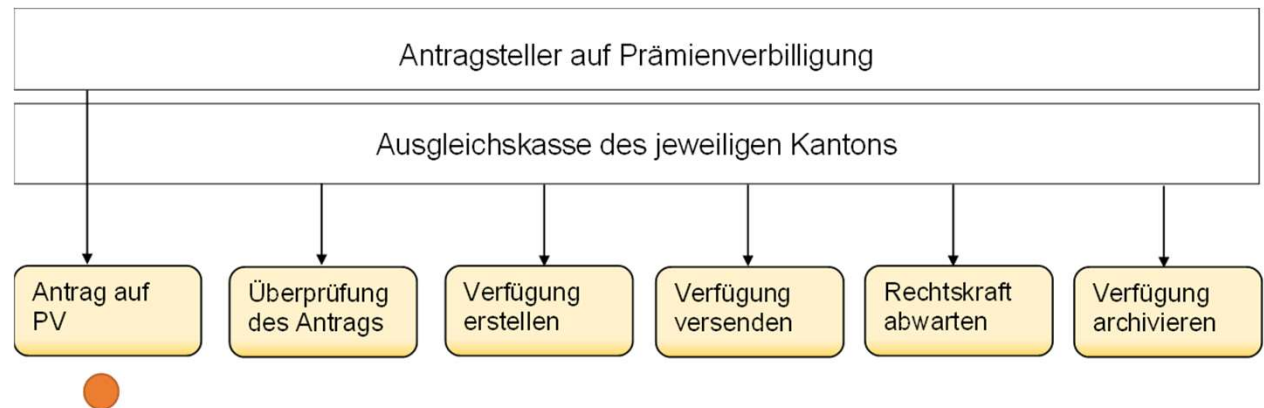 Antragsteller auf Prämienverbilligung
Ausgleichskasse des jeweiligen Kantons
Antrag auf
PV
Überprüfung
des Antrags
Verfügung
erstellen
Verfügung
versenden
Rechtskraft
abwarten
Verfügung
archivieren